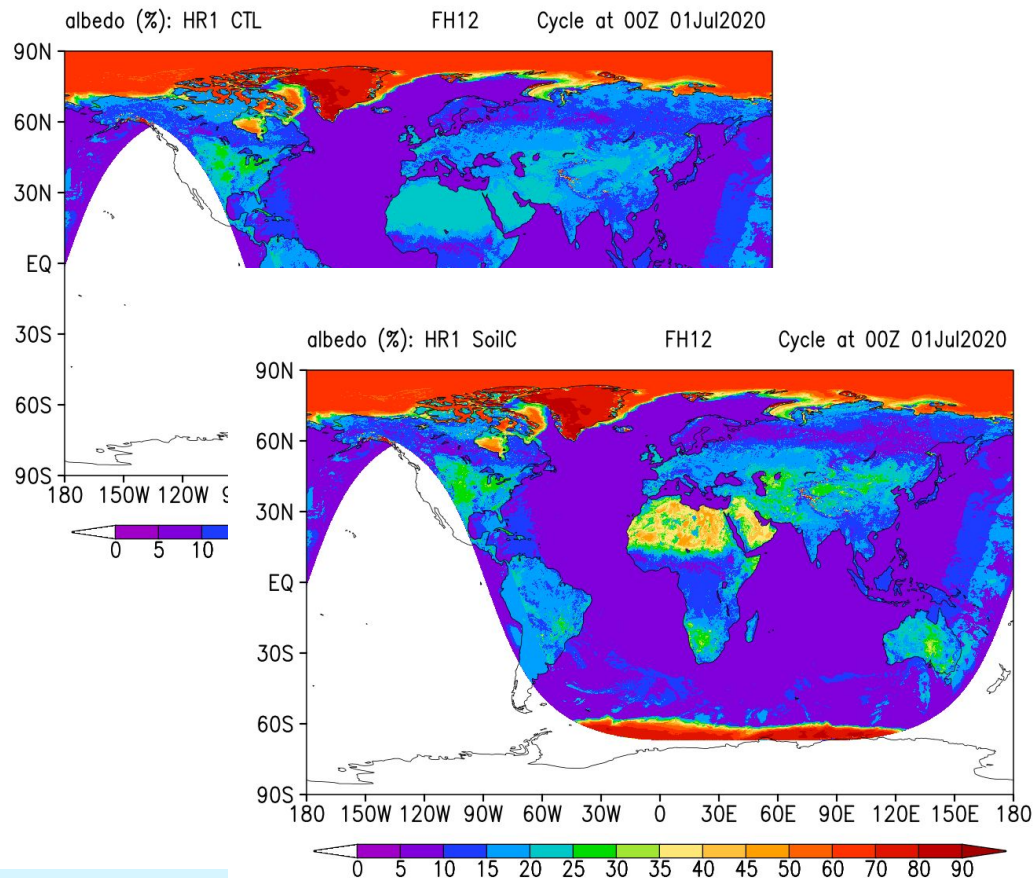 albedo (%): HR1 CTL FH12 Cycle at 00Z 01Jul2020
90N
60N
30N
EQ
30S
60S
90S
180 150W 120W 9
0 5 10
albedo (%): HR1 SoilC FH12 Cycle at 00Z 01Jul2020
90N
60N
30N
EQ
30S
60S
90S
180 150W 120W 90W 60W 30W 0 30E 60E 90E 120E 150E 180
0 5 10 15 20 25 30 35 40 45 50 60 70 80 90